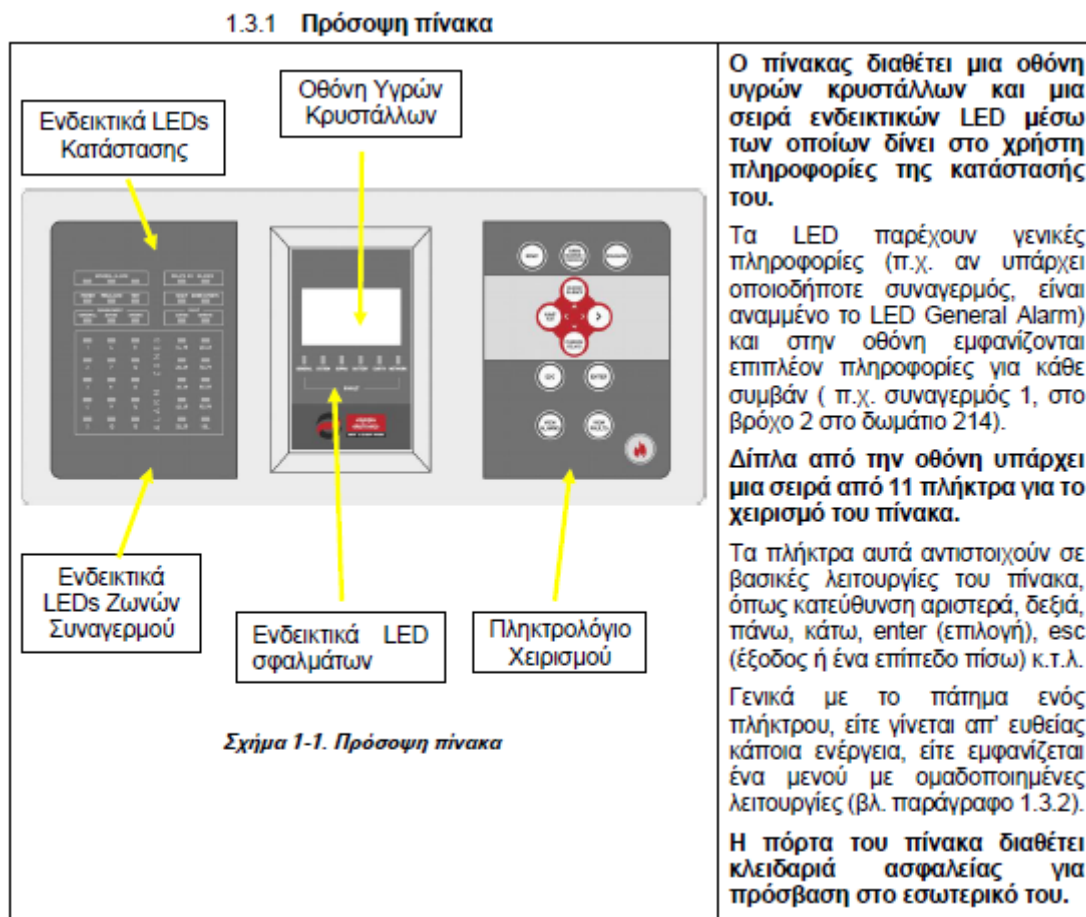 1.3.1 Πρόσοψη πίνακα
Ενδεικτικά LEDs
Κατάστασης
Οθόνη Υγρών
Κρυστάλλων
ALARM ZONES
ESC
ENTER
VIEW
ALARMS
VIEW
FAULTS
Ενδεικτικά
LEDs Ζωνών
Συναγερμού
Ενδεικτικά LED
σφαλμάτων
Πληκτρολόγιο
Χειρισμού
Σχήμα 1-1. Πρόσοψη πίνακα
Ο πίνακας διαθέτει μια οθόνη
υγρών κρυστάλλων και μια
σειρά ενδεικτικών LED μέσω
των οποίων δίνει στο χρήστη
πληροφορίες της κατάστασής
του.
Τα LED παρέχουν γενικές
πληροφορίες (π.χ. αν υπάρχει
οποιοδήποτε συναγερμός, είναι
αναμμένο το LED General Alarm)
και στην οθόνη εμφανίζονται
επιπλέον πληροφορίες για κάθε
συμβάν ( π.χ. συναγερμός 1, στο
βρόχο 2 στο δωμάτιο 214).
Δίπλα από την οθόνη υπάρχει
μια σειρά από 11 πλήκτρα για το
χειρισμό του πίνακα.
Τα πλήκτρα αυτά αντιστοιχούν σε
βασικές λειτουργίες του πίνακα,
όπως κατεύθυνση αριστερά, δεξιά,
πάνω, κάτω, enter (επιλογή), esc
(έξοδος ή ένα επίπεδο πίσω) κ.τ.λ.
Γενικά με το πάτημα ενός
πλήκτρου, είτε γίνεται απ' ευθείας
κάποια ενέργεια, είτε εμφανίζεται
ένα μενού με ομαδοποιημένες
λειτουργίες (βλ. παράγραφο 1.3.2).
Η πόρτα του πίνακα διαθέτει
κλειδαριά ασφαλείας για
πρόσβαση στο εσωτερικό του.